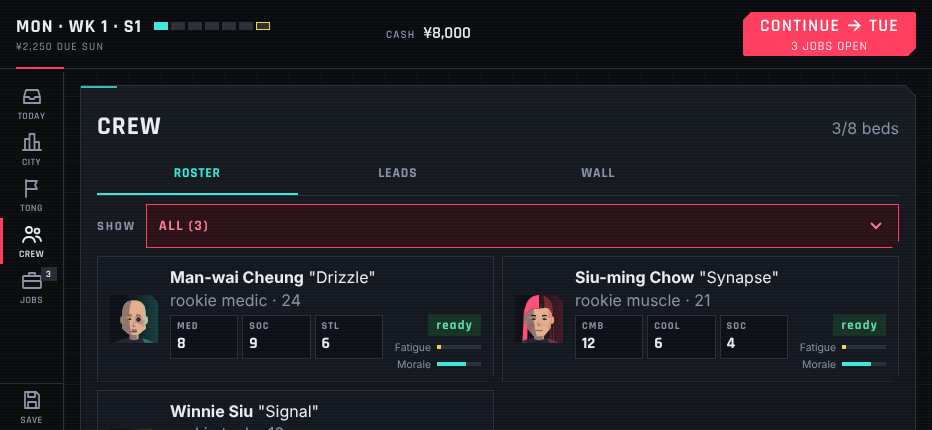 MON · WK 1 · S1
¥2,250 DUE SUN
CASH ¥8,000
CONTINUE → TUE
3 JOBS OPEN
TODAY
CITY
TONG
CREW
3
JOBS
SAVE
CREW
3/8 beds
ROSTER LEADS WALL
SHOW ALL (3)
Man-wai Cheung "Drizzle"
rookie medic · 24
MED SOC STL
8 9 6
ready
Fatigue
Morale
Siu-ming Chow "Synapse"
rookie muscle · 21
CMB COOL SOC
12 6 4
ready
Fatigue
Morale
Winnie Siu "Signal"